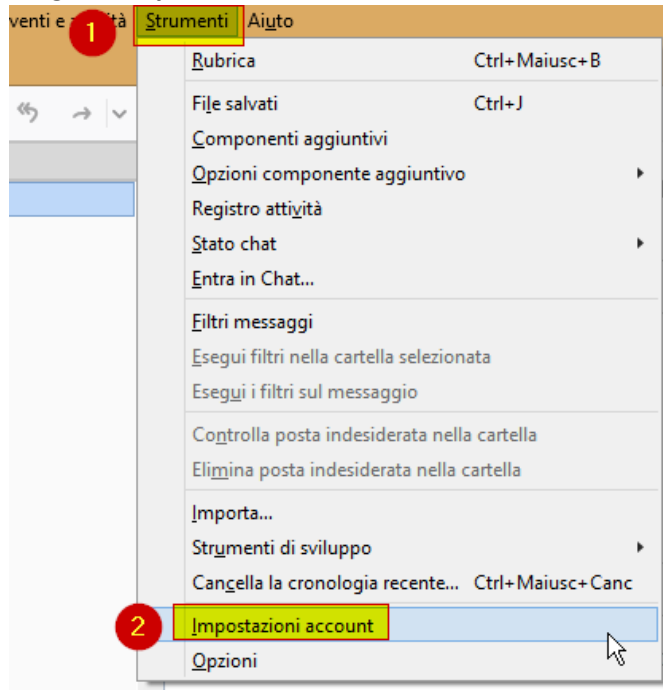 venti e tà Strumenti Aiuto
1
Rubrica Ctrl+Maiusc+B
File salvati Ctrl+J
Componenti aggiuntivi
Opzioni componente aggiuntivo
Registro attività
Stato chat
Entra in Chat...
Filtri messaggi
Esegui filtri nella cartella selezionata
Esegui i filtri sul messaggio
Controlla posta indesiderata nella cartella
Elimina posta indesiderata nella cartella
Importa...
Strumenti di sviluppo
Cancella la cronologia recente... Ctrl+Maiusc+Canc
2 Impostazioni account
Opzioni